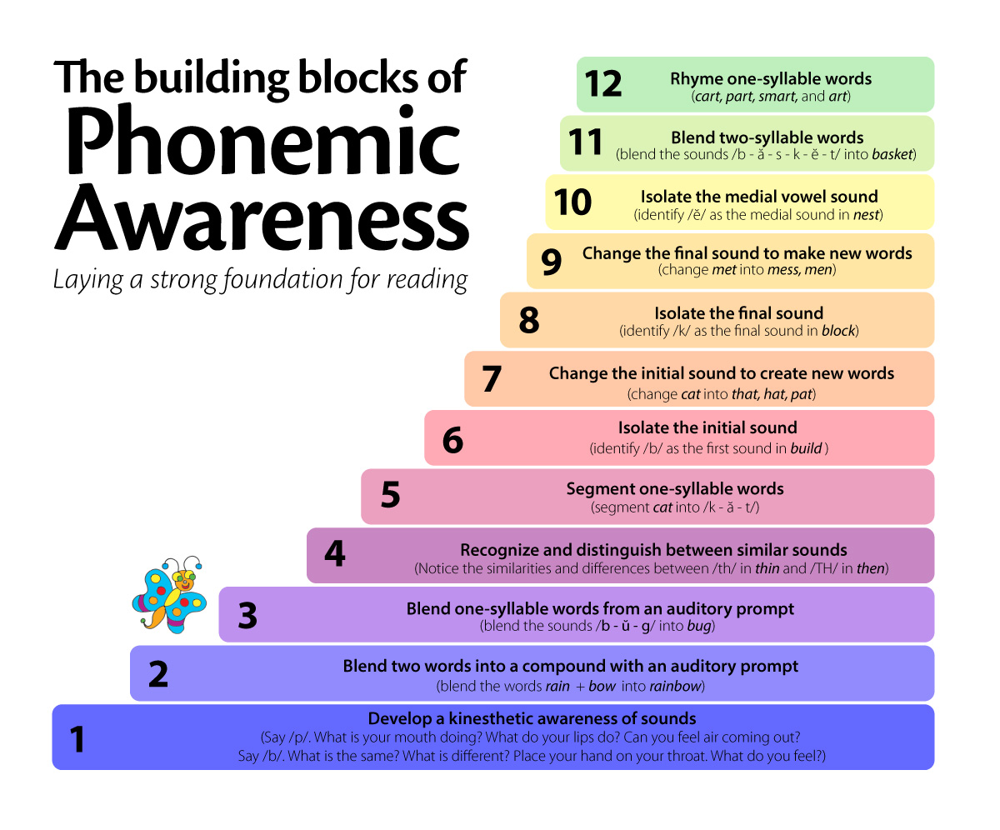 The building blocks of
Phonemic
Awareness
Laying a strong foundation for reading
12
Rhyme one-syllable words
(cart, part, smart, and art)
11
Blend two-syllable words
(blend the sounds /b - ă - s - k - ĕ - t/ into basket)
10
Isolate the medial vowel sound
(identify /ĕ/ as the medial sound in nest)
9
Change the final sound to make new words
(change met into mess, men)
8
Isolate the final sound
(identify /k/ as the final sound in block)
7
Change the initial sound to create new words
(change cat into that, hat, pat)
6
Isolate the initial sound
(identify /b/ as the first sound in build )
5
Segment one-syllable words
(segment cat into /k - ă - t/)
4
Recognize and distinguish between similar sounds
(Notice the similarities and differences between /th/ in thin and /TH/ in then)
3
Blend one-syllable words from an auditory prompt
(blend the sounds /b - ŭ - g/ into bug)
2
Blend two words into a compound with an auditory prompt
(blend the words rain + bow into rainbow)
1
Develop a kinesthetic awareness of sounds
(Say /p/. What is your mouth doing? What do your lips do? Can you feel air coming out?
Say /b/. What is the same? What is different? Place your hand on your throat. What do you feel?)